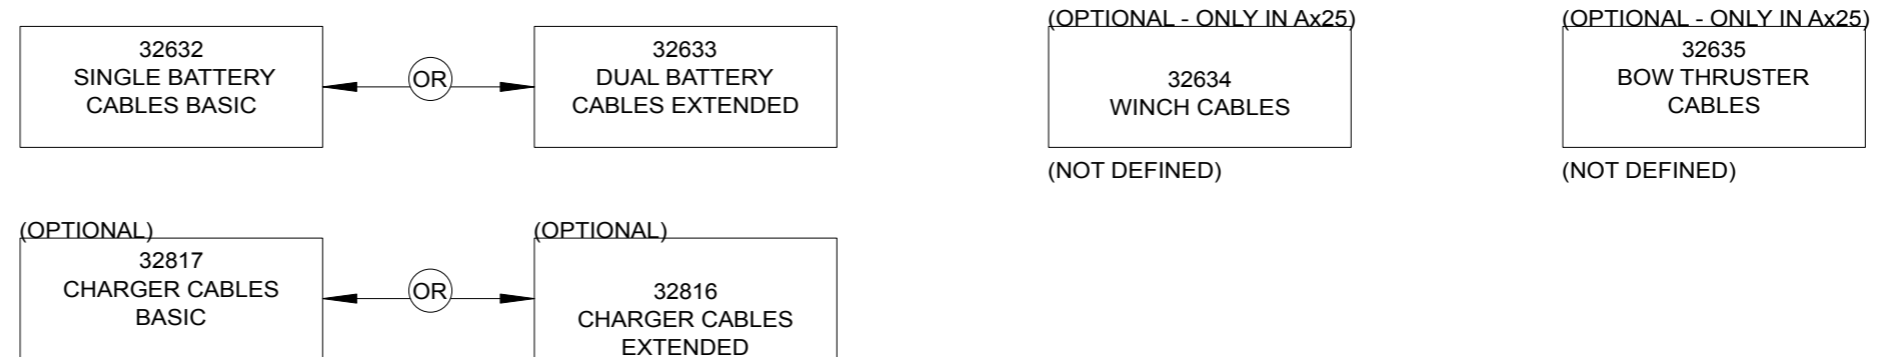 32632
SINGLE BATTERY
CABLES BASIC
OR
32633
DUAL BATTERY
CABLES EXTENDED
(OPTIONAL - ONLY IN Ax25)
32634
WINCH CABLES
(NOT DEFINED)
(OPTIONAL - ONLY IN Ax25)
32635
BOW THRUSTER
CABLES
(NOT DEFINED)
(OPTIONAL)
32817
CHARGER CABLES
BASIC
OR
(OPTIONAL)
32816
CHARGER CABLES
EXTENDED